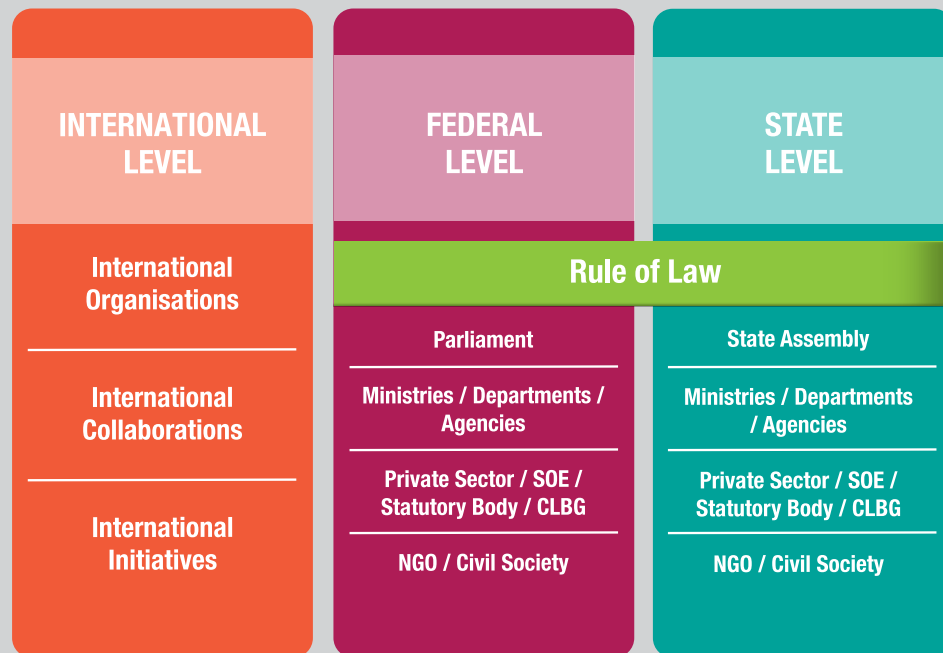 INTERNATIONAL
LEVEL
International
Organisations
International
Collaborations
International
Initiatives
FEDERAL
LEVEL
STATE
LEVEL
Rule of Law
Parliament
Ministries / Departments /
Agencies
Private Sector / SOE /
Statutory Body / CLBG
NGO / Civil Society
State Assembly
Ministries / Departments
/ Agencies
Private Sector / SOE /
Statutory Body / CLBG
NGO / Civil Society